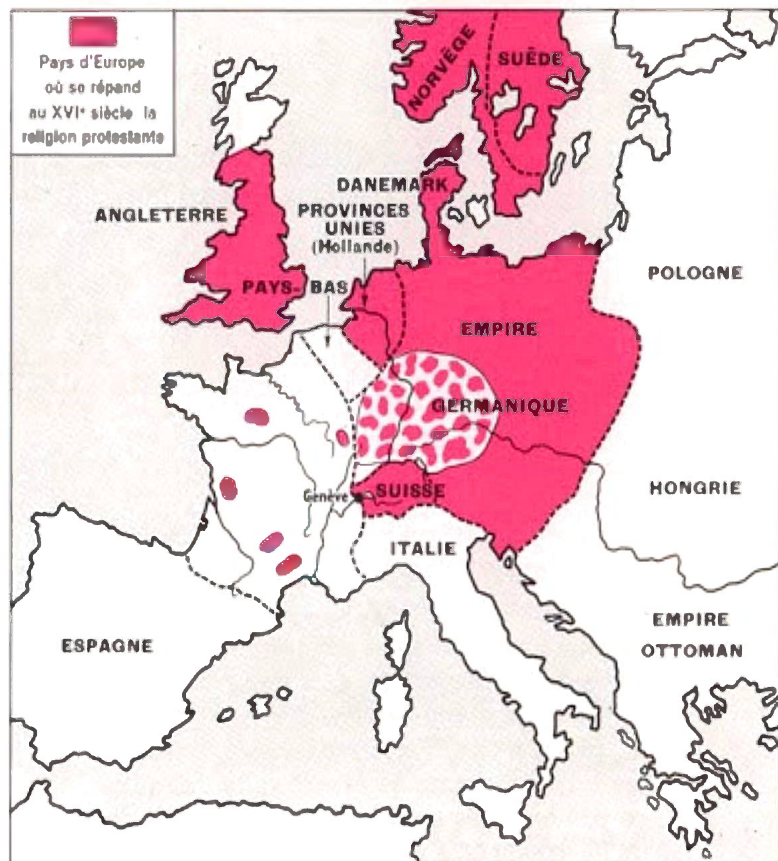 Pays d'Europe
où se répand
au XVIᵉ siècle la
religion protestante
NORVÈGE
SUÈDE
DANEMARK
ANGLETERRE
PROVINCES
UNIES
(Hollande)
PAYS-BAS
POLOGNE
EMPIRE
GERMANIQUE
Genève
SUISSE
HONGRIE
ITALIE
ESPAGNE
EMPIRE
OTTOMAN